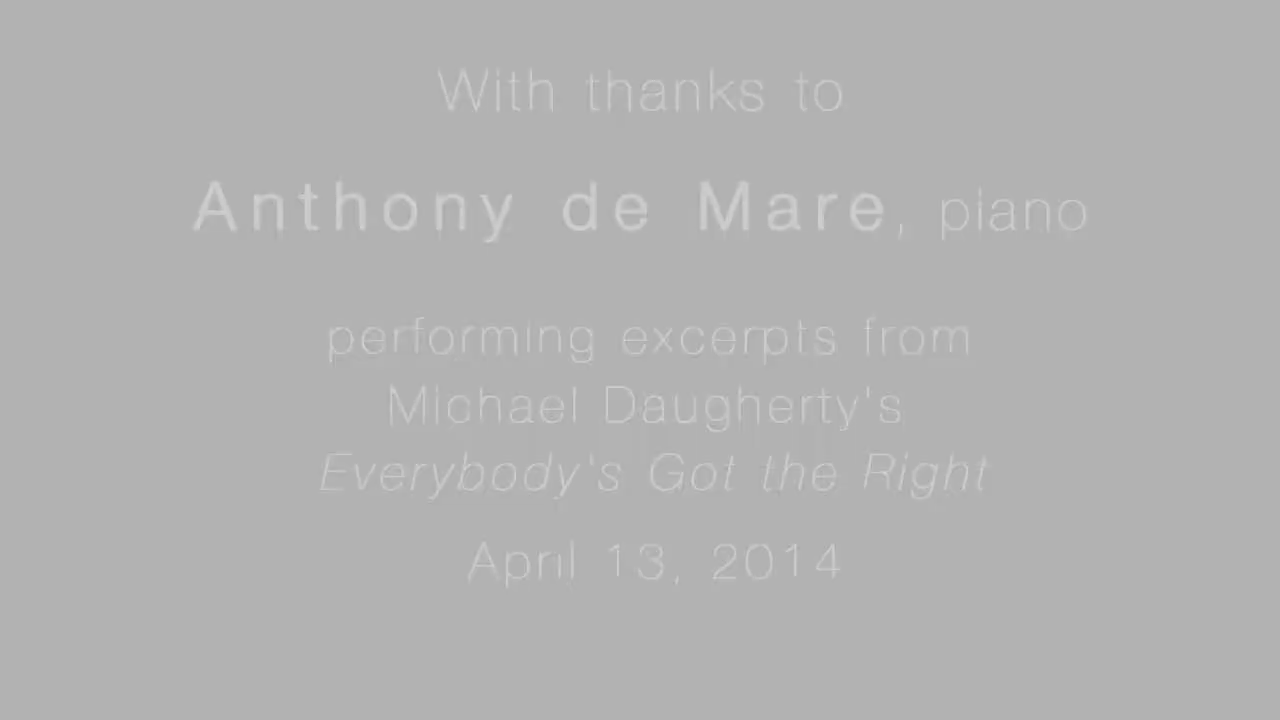 With thanks to
Anthony de Mare, piano
performing excerpts from
Michael Daugherty's
Everybody's Got the Right
April 13, 2014